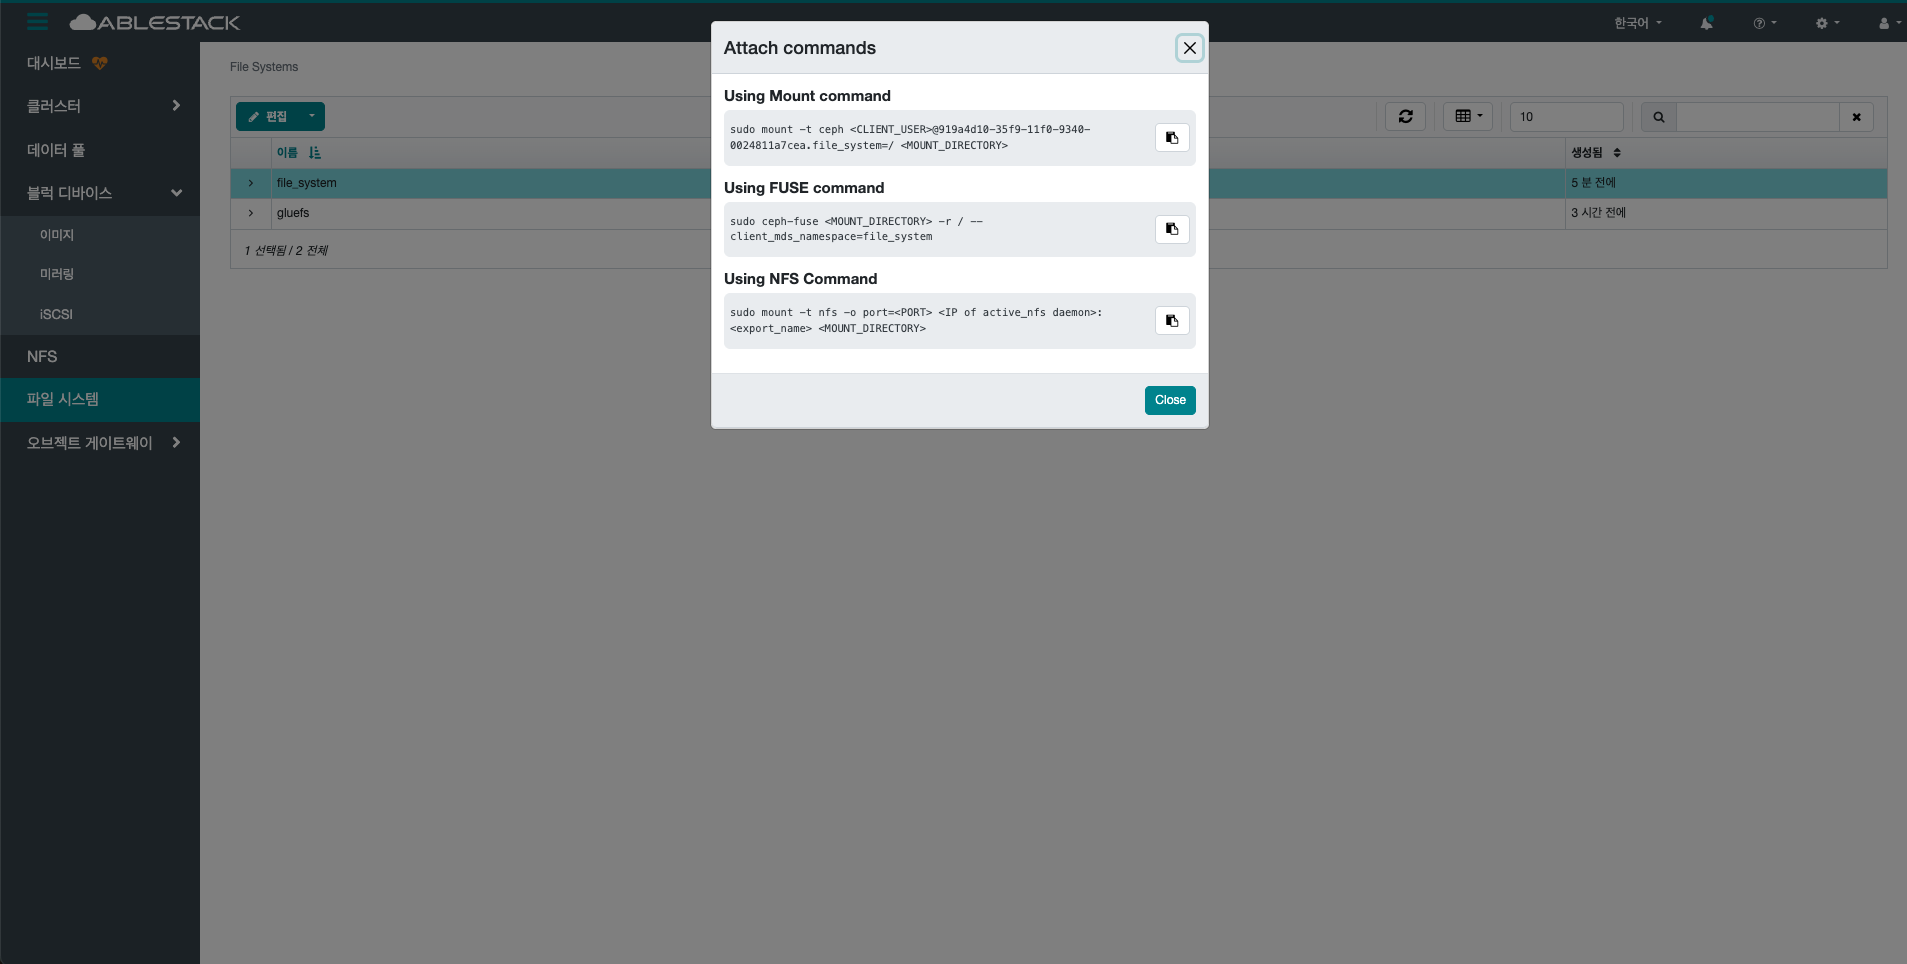 ABLESTACK
한국어
대시보드
클러스터
데이터 풀
블럭 디바이스
이미지
미러링
iSCSI
NFS
파일 시스템
오브젝트 게이트웨이
File Systems
편집
10
이름
생성됨
file_system
5 분 전에
gluefs
3 시간 전에
1 선택됨 / 2 전체
Attach commands
Using Mount command
sudo mount -t ceph <CLIENT_USER>@919a4d10-35f9-11f0-9340-
0024811a7cea.file_system=/ <MOUNT_DIRECTORY>
Using FUSE command
sudo ceph-fuse <MOUNT_DIRECTORY> -r / --
client_mds_namespace=file_system
Using NFS Command
sudo mount -t nfs -o port=<PORT> <IP of active_nfs daemon>:
<export_name> <MOUNT_DIRECTORY>
Close